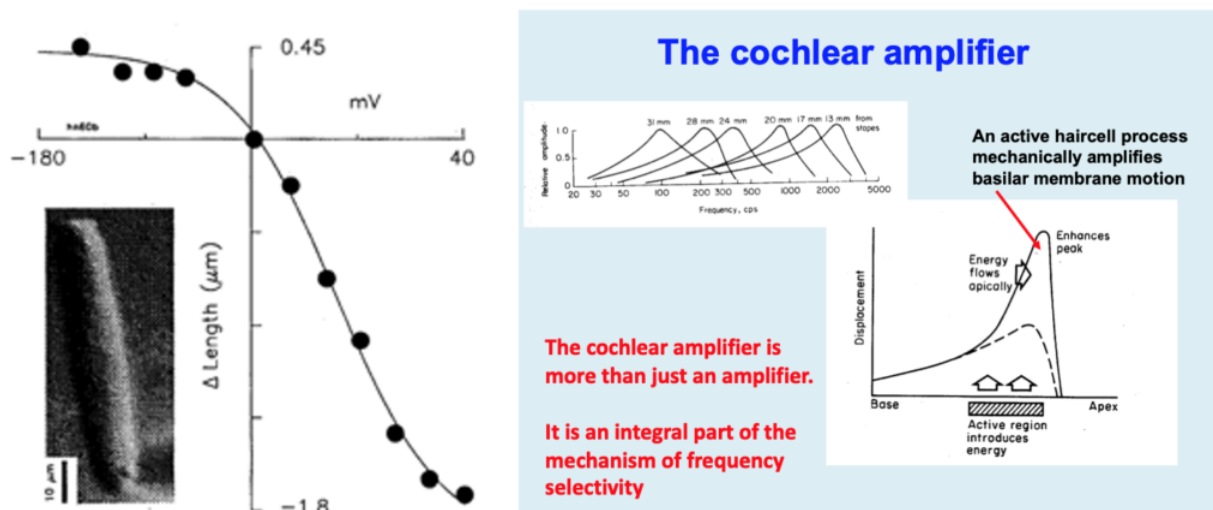 0.45
mV
-180
40
Δ Length (μm)
10 μm
-1.8
The cochlear amplifier
31 mm 28 mm 24 mm 20 mm 17 mm 13 mm from
stapes
Relative amplitude
1.0
0.5
0
20 30 50 100 200 300 500 1000 2000 5000
Frequency, cps
An active haircell process
mechanically amplifies
basilar membrane motion
Enhances
peak
Energy
flows
apically
Displacement
Base
Apex
Active region
introduces
energy
The cochlear amplifier is
more than just an amplifier.
It is an integral part of the
mechanism of frequency
selectivity